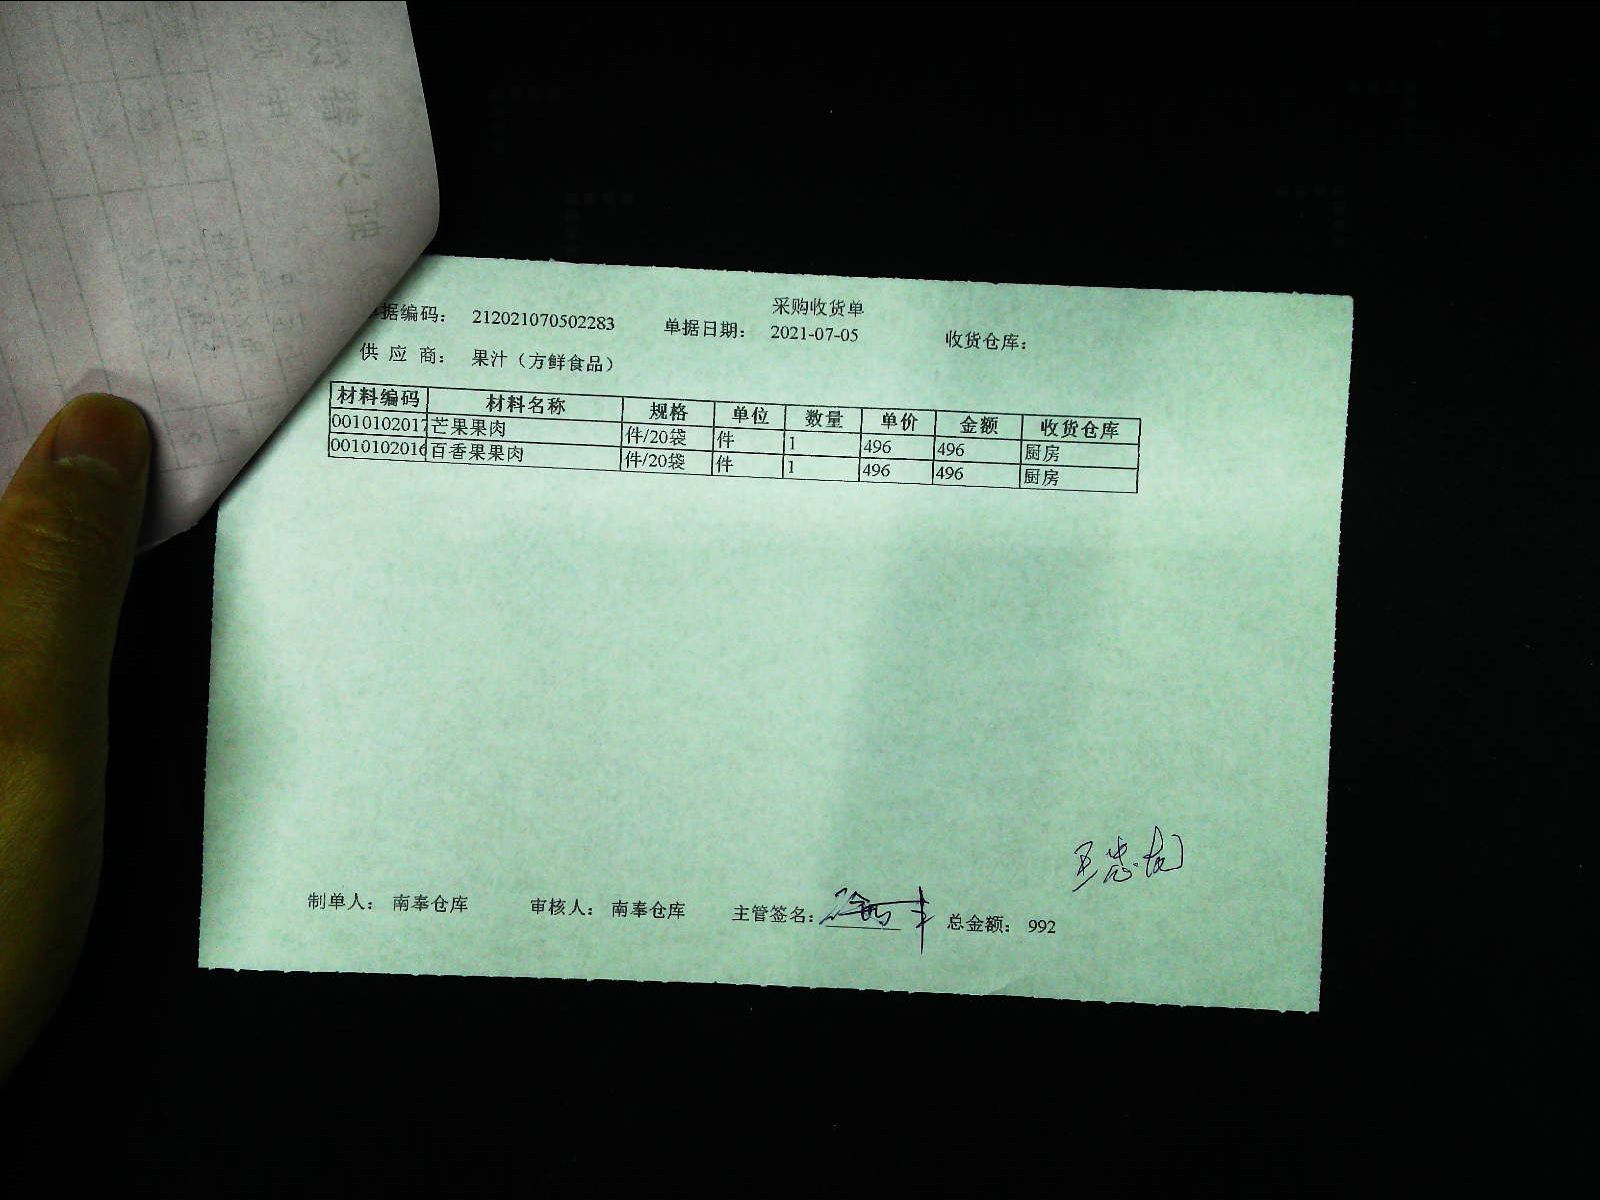 采购收货单
单据编码： 212021070502283 单据日期： 2021-07-05 收货仓库：
供应商： 果汁（方鲜食品）
材料编码 材料名称 规格 单位 数量 单价 金额 收货仓库
0010102017 芒果果肉 件/20袋 件 1 496 496 厨房
0010102016 百香果果肉 件/20袋 件 1 496 496 厨房
制单人： 南奉仓库 审核人： 南奉仓库 主管签名： 总金额： 992